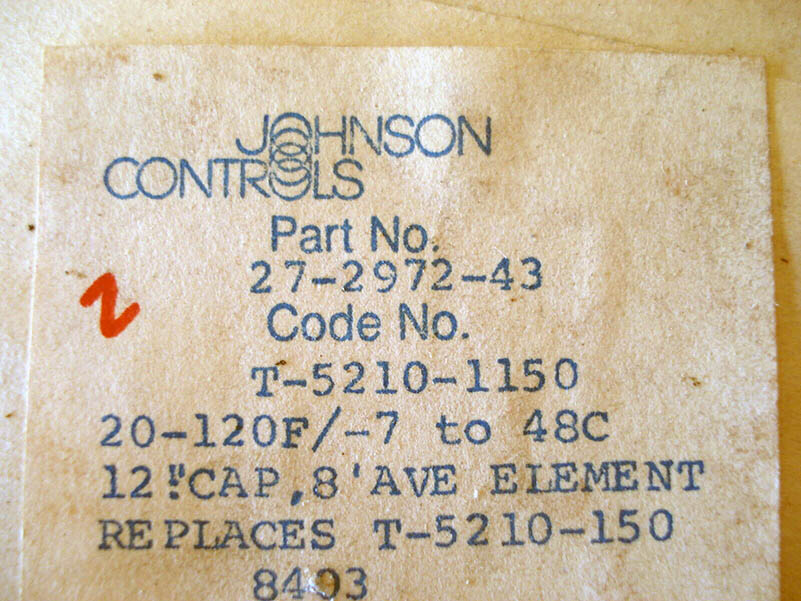 JOHNSON
CONTROLS
Part No.
27-2972-43
Code No.
2
T-5210-1150
20-120F/-7 to 48C
12"CAP,8'AVE ELEMENT
REPLACES T-5210-150
8403